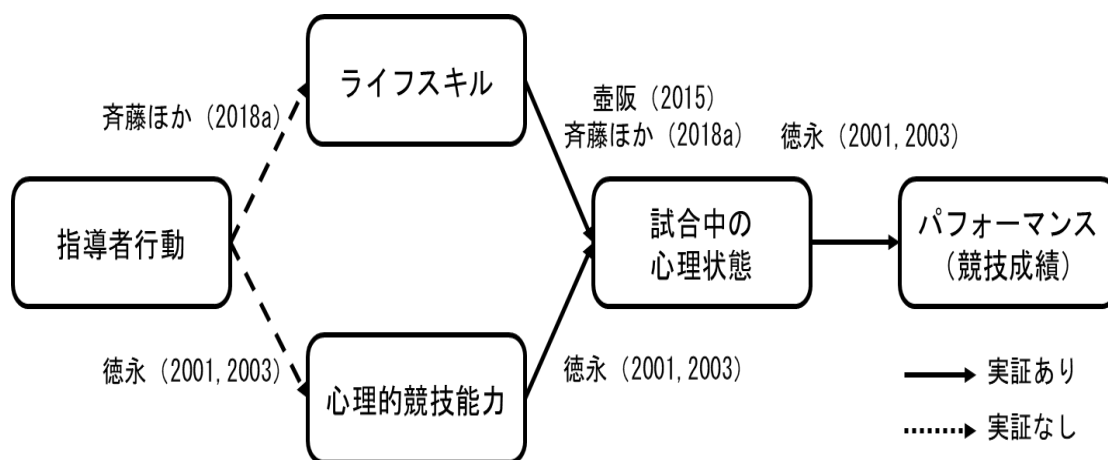 ライフスキル
斉藤ほか（2018a）
壺阪（2015）
斉藤ほか（2018a）
徳永（2001,2003）
指導者行動
試合中の
心理状態
パフォーマンス
（競技成績）
徳永（2001,2003）
心理的競技能力
徳永（2001,2003）
実証あり
実証なし